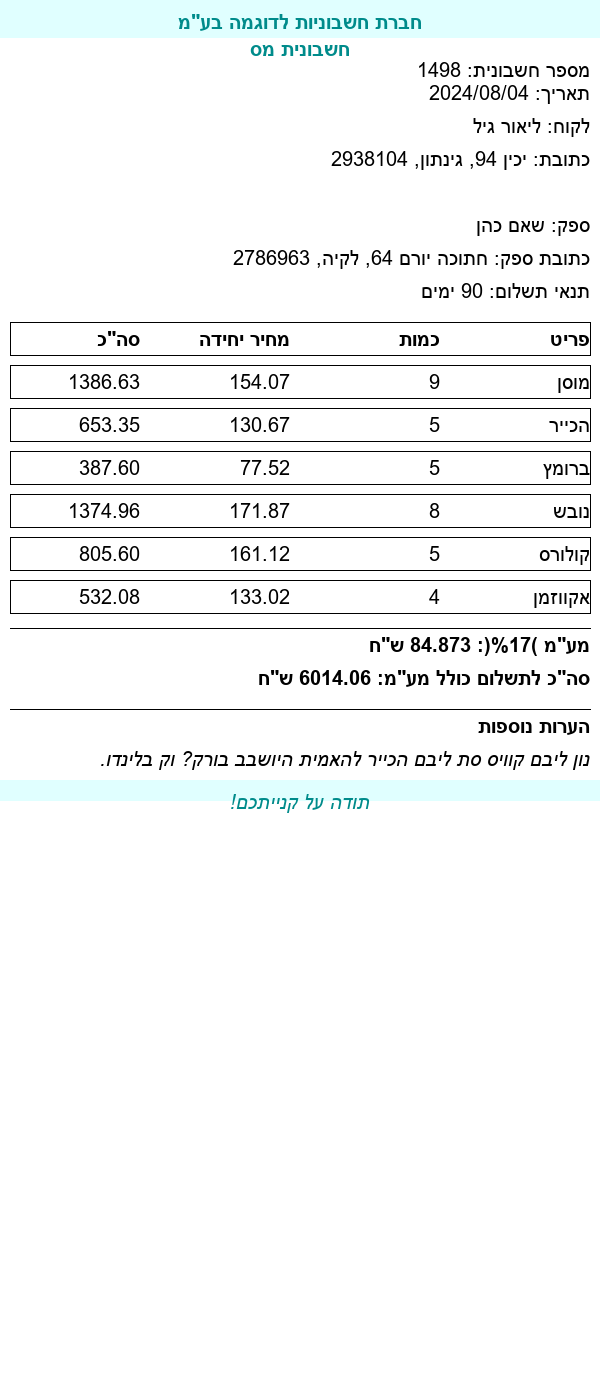 חברת חשבוניות לדוגמה בע"מ
חשבונית מס
מספר חשבונית: 1498
תאריך: 2024/08/04
לקוח: ליאור גיל
כתובת: יכין 94, גינתון, 2938104
ספק: שאם כהן
כתובת ספק: חתוכה יורם 64, לקיה, 2786963
תנאי תשלום: 90 ימים
פריט כמות מחיר יחידה סה"כ
מוסן 9 154.07 1386.63
הכייר 5 130.67 653.35
ברומץ 5 77.52 387.60
נובש 8 171.87 1374.96
קולורס 5 161.12 805.60
אקווזמן 4 133.02 532.08
מע"מ )17%(: 84.873 ש"ח
סה"כ לתשלום כולל מע"מ: 6014.06 ש"ח
הערות נוספות
נון ליבם קוויס סת ליבם הכייר להאמית היושבב בורק? וק בלינדו.
תודה על קנייתכם!